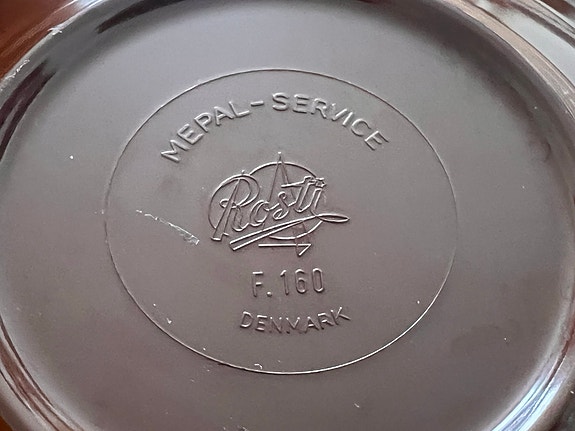 MEPAL-SERVICE
Rosti
F.160
DENMARK